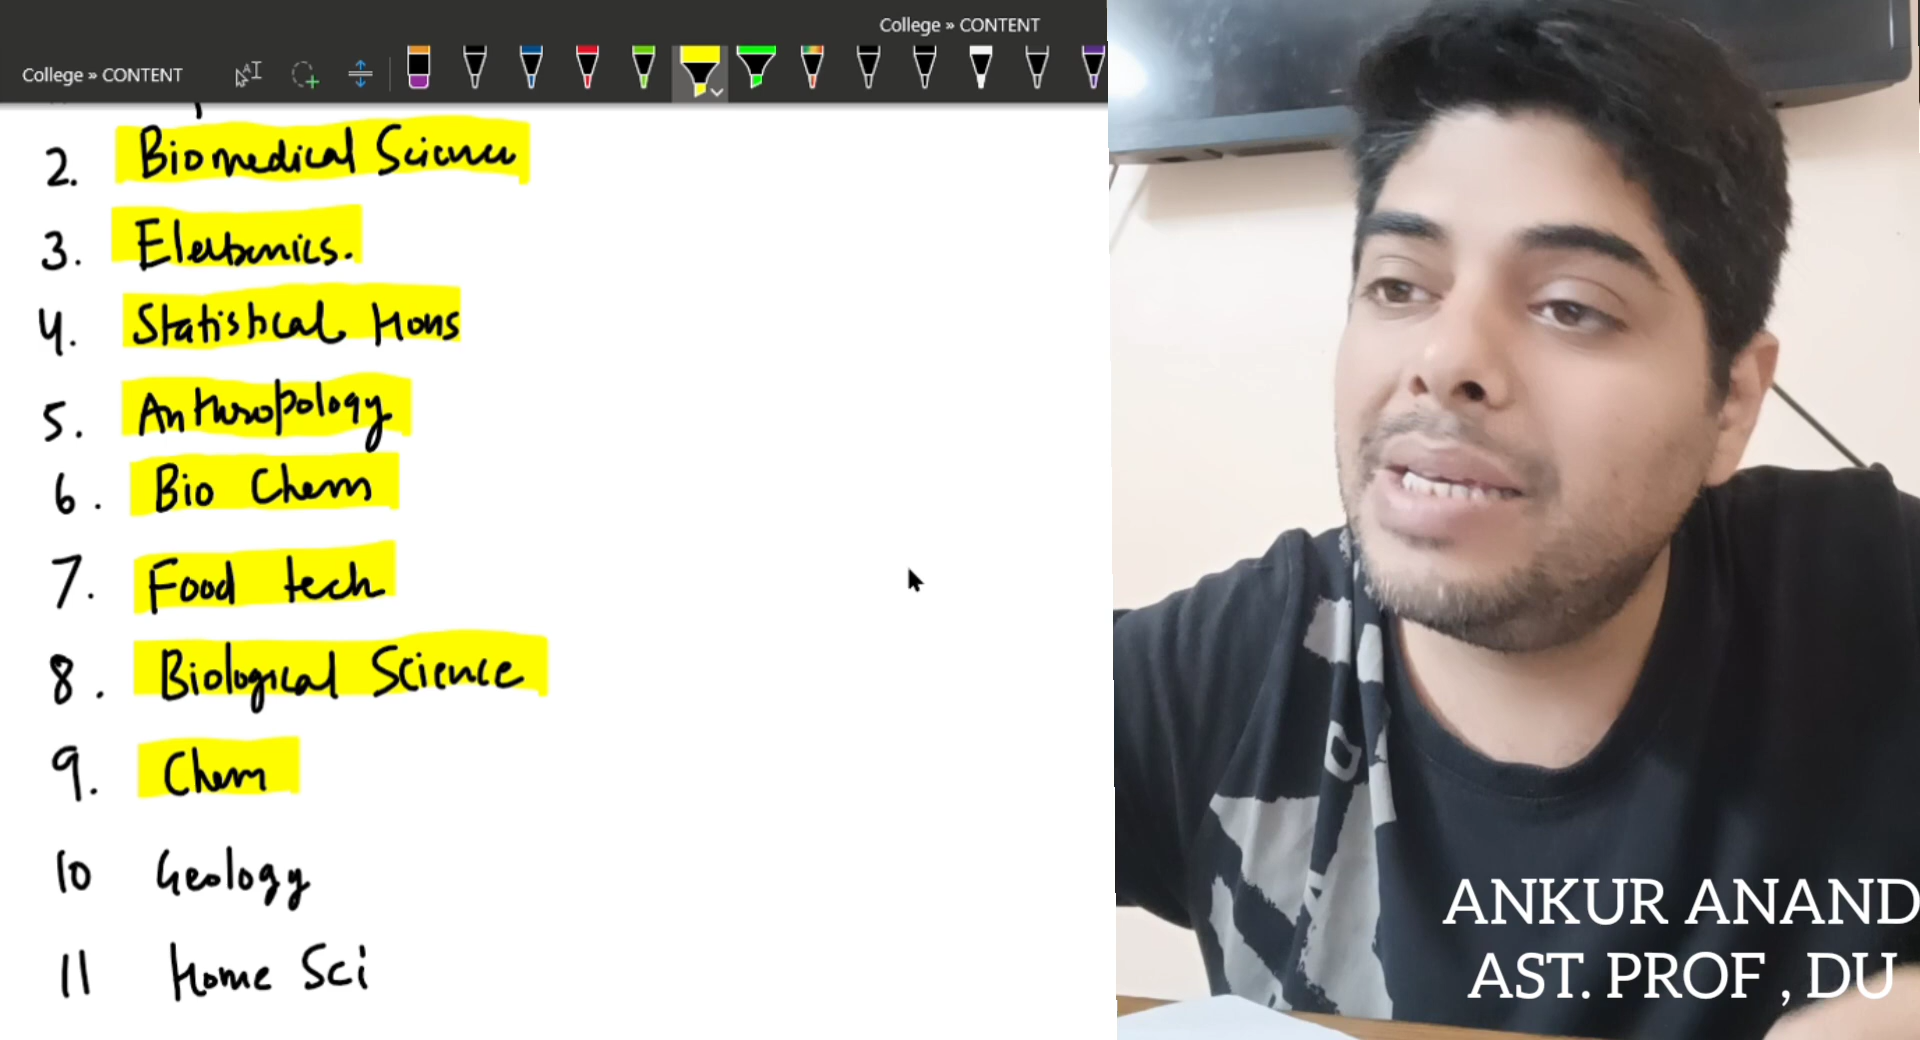 College » CONTENT
College » CONTENT
2. Biomedical Science
3. Electronics.
4. Statistical Hons
5. Anthropology
6. Bio Chem
7. Food tech
8. Biological Science
9. Chem
10 Geology
11 Home Sci
ANKUR ANAND
AST. PROF , DU